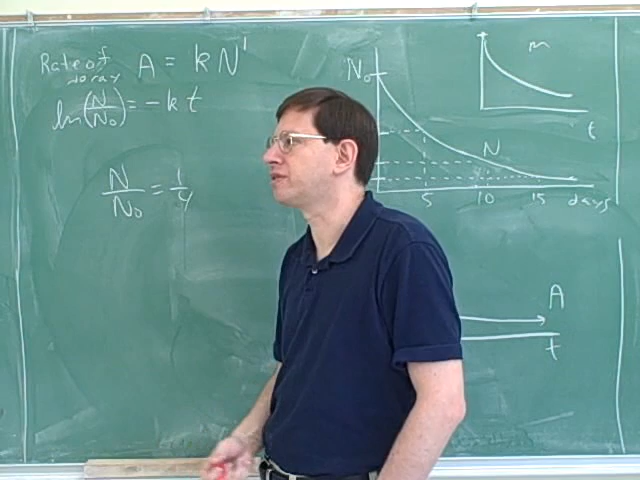 Rate of decay A = k N¹
ln(N/N₀) = -k t
N/N₀ = 1/4
N₀
N
5 10 15 days
m
t
A
t